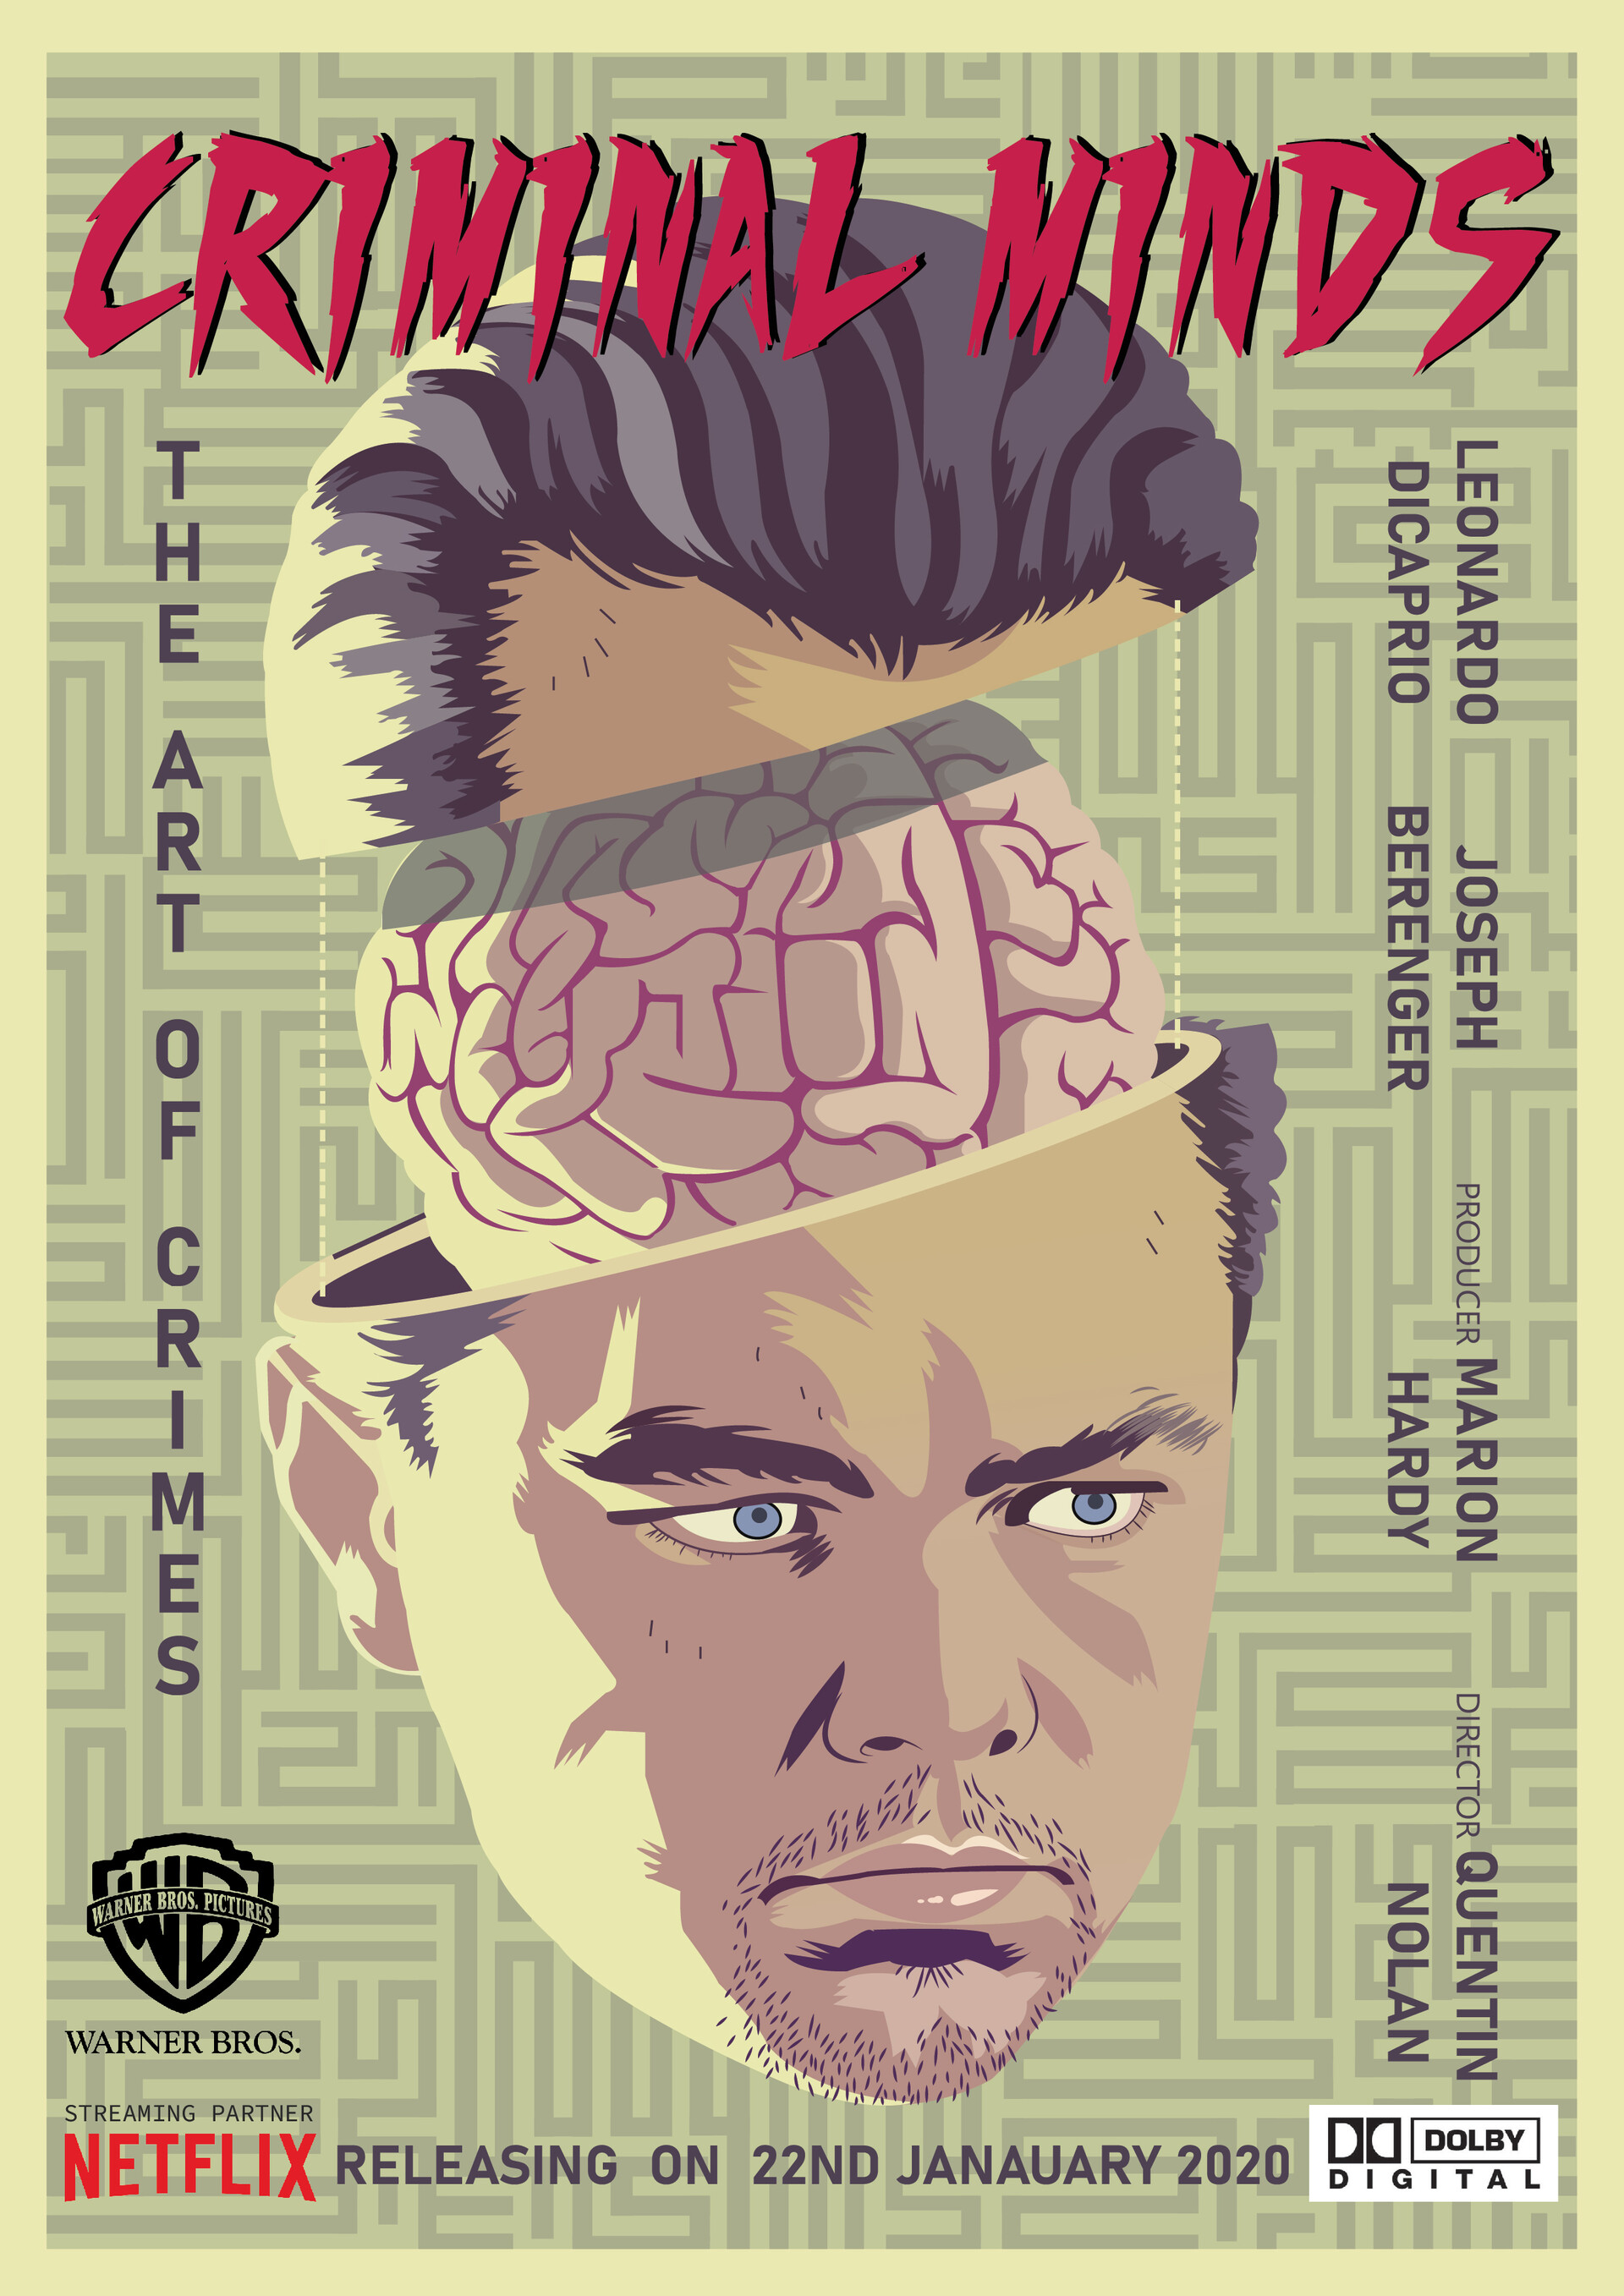 CRIMINAL MINDS
THE ART OF CRIMES
LEONARDO
DICAPRIO
JOSEPH
BERENGER
PRODUCER MARION
HARDY
DIRECTOR QUENTIN
NOLAN
WARNER BROS. PICTURES
WB
WARNER BROS.
STREAMING PARTNER
NETFLIX
RELEASING ON 22ND JANAUARY 2020
DOLBY
DIGITAL